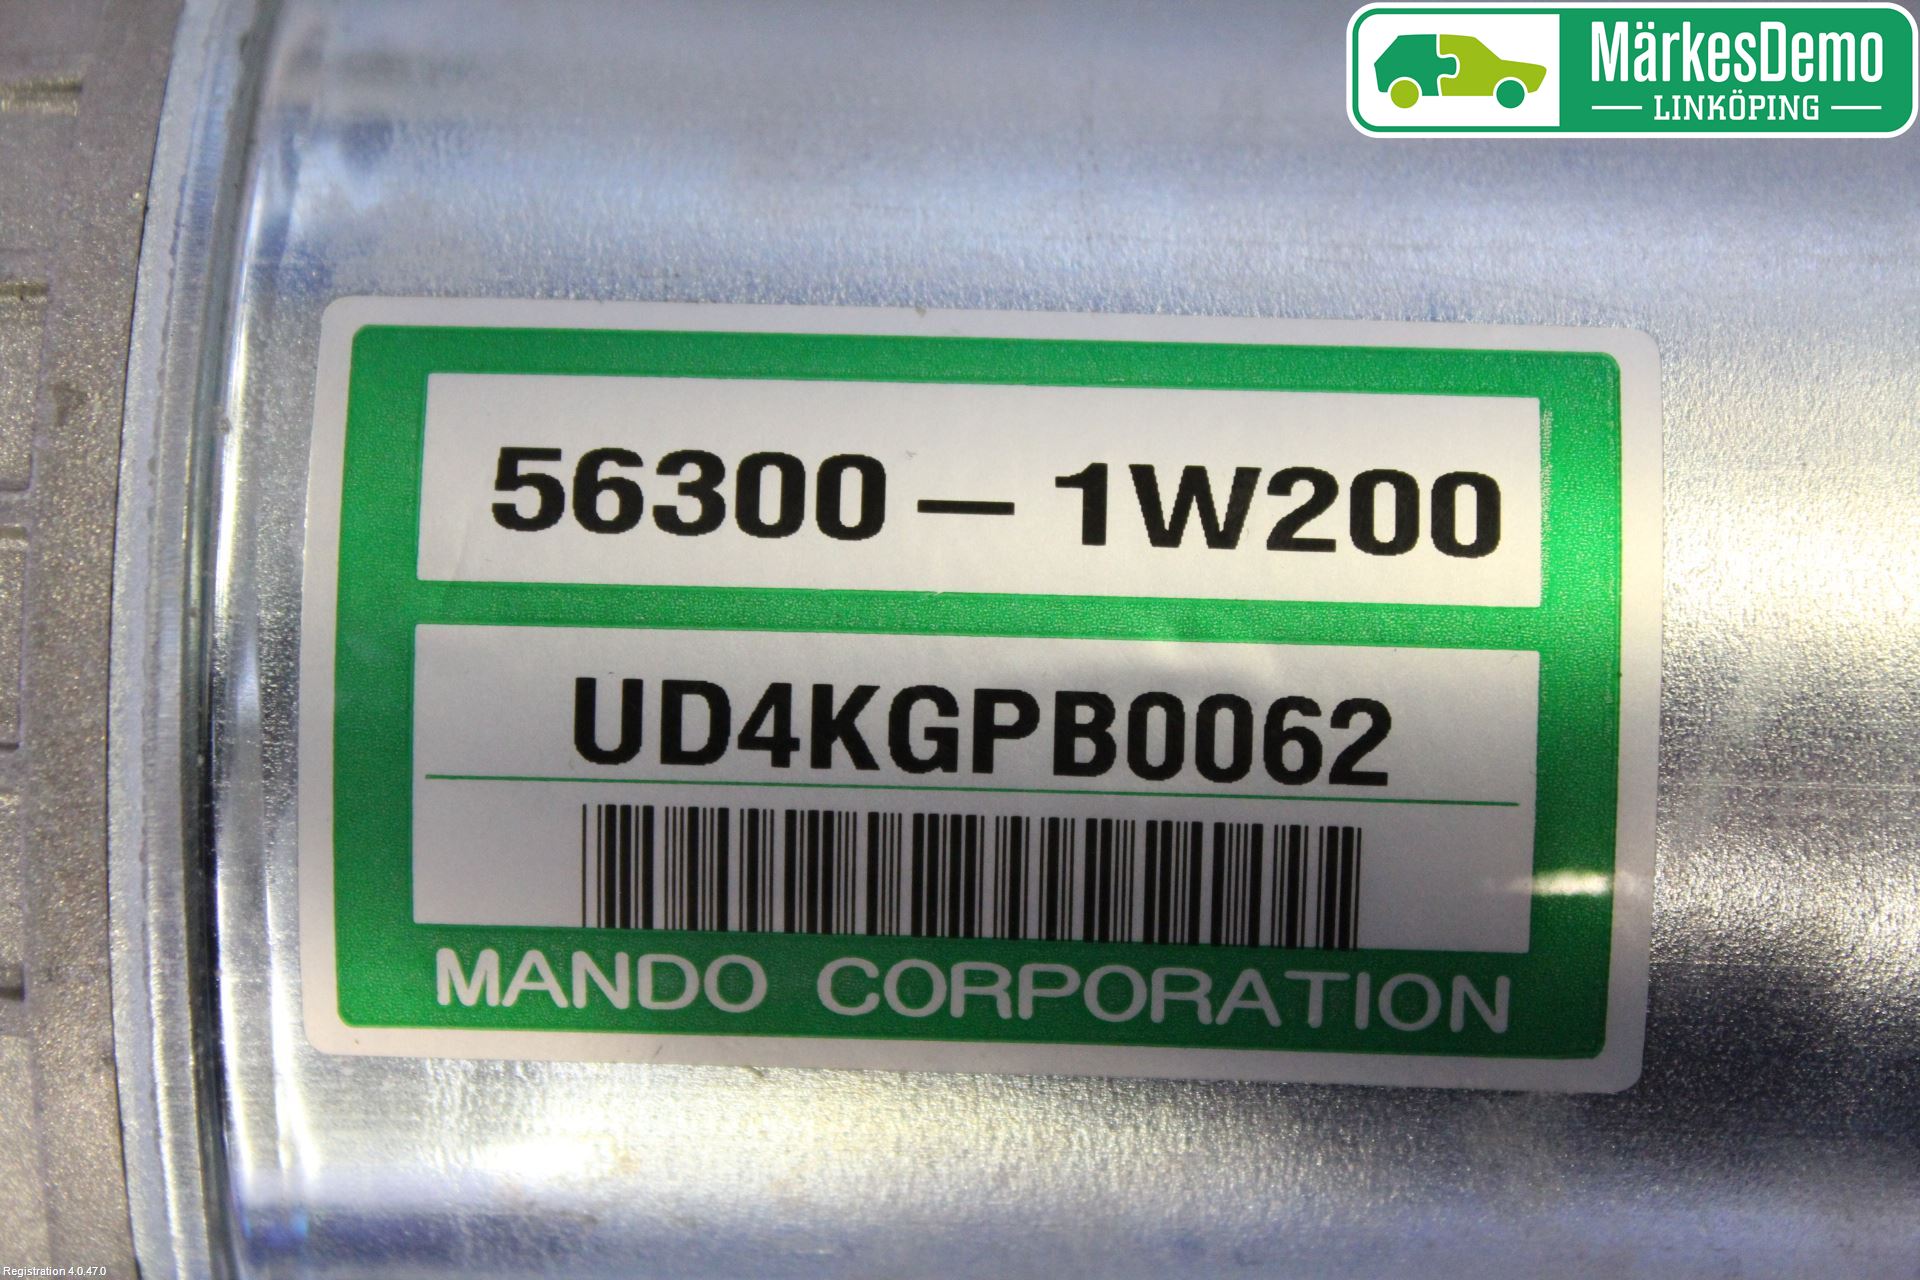 MärkesDemo
LINKÖPING
56300-1W200
UD4KGPB0062
MANDO CORPORATION
Registration 4.0.47.0